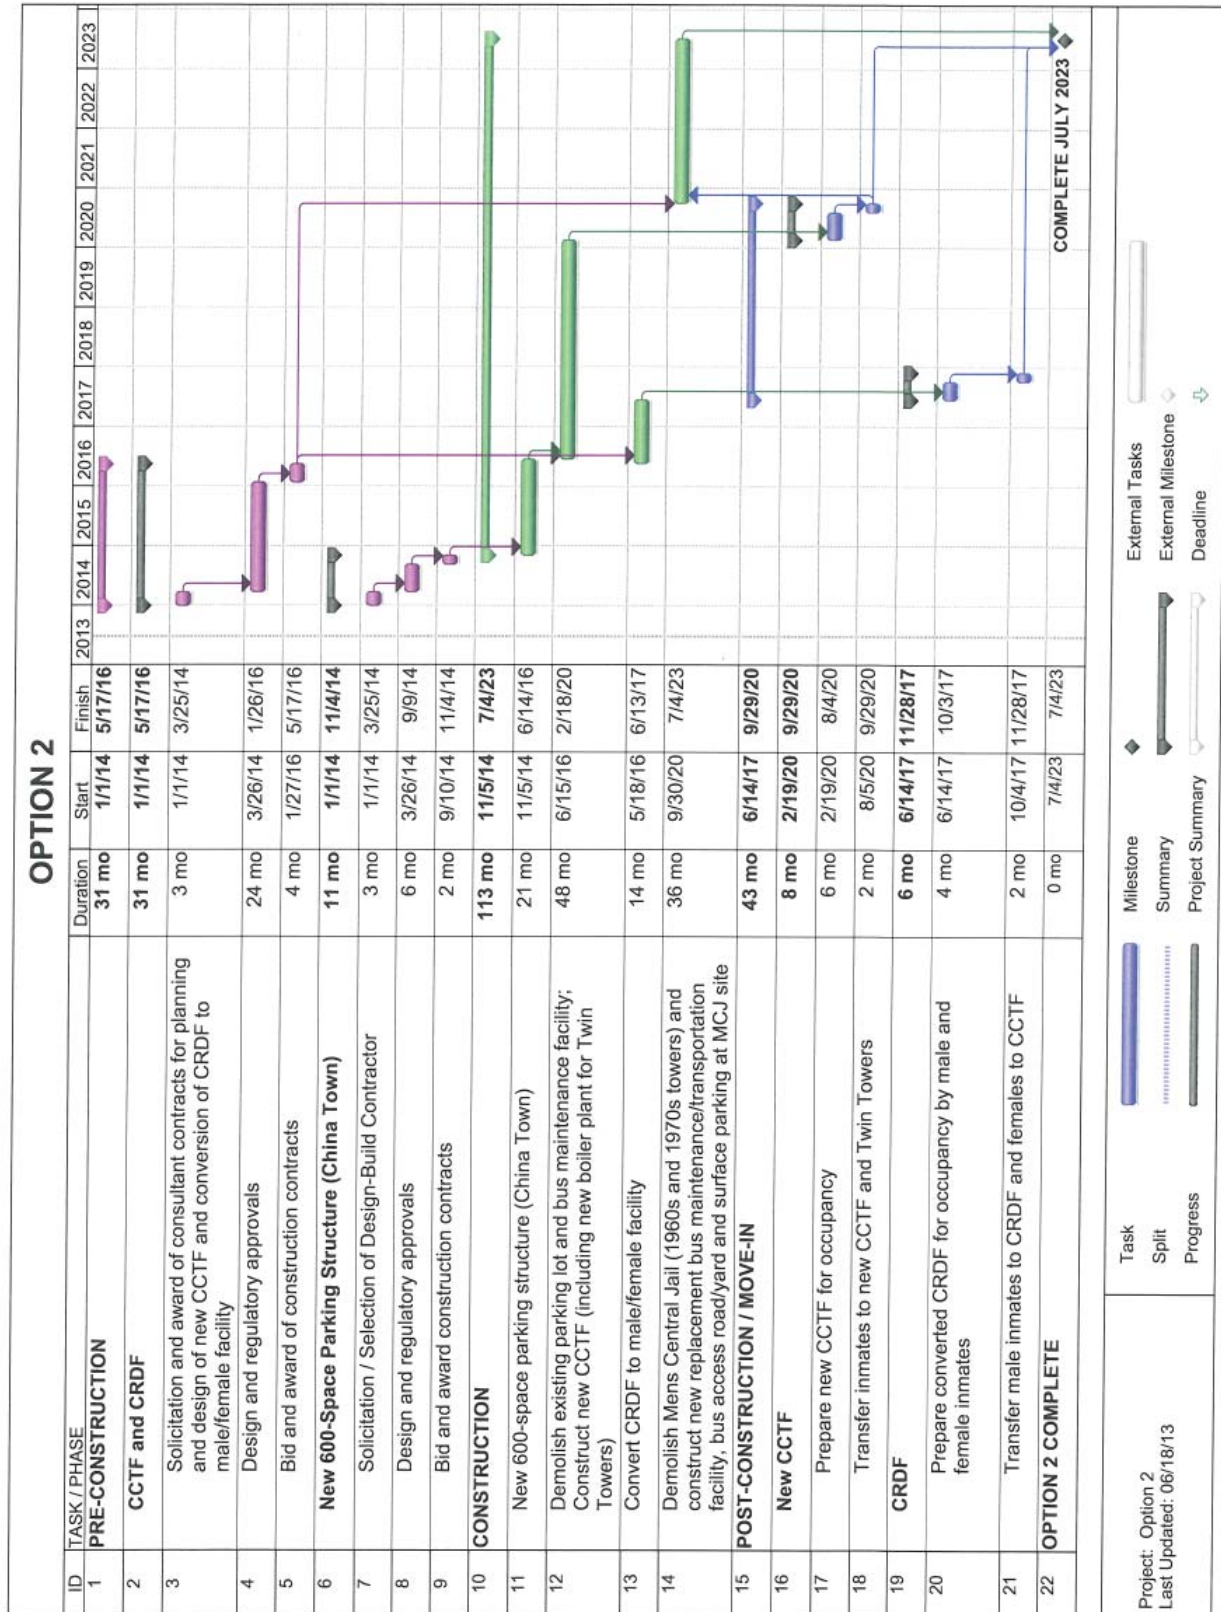 OPTION 2
ID TASK / PHASE Duration Start Finish 2013 2014 2015 2016 2017 2018 2019 2020 2021 2022 2023
1 PRE-CONSTRUCTION 31 mo 1/1/14 5/17/16
2 CCTF and CRDF 31 mo 1/1/14 5/17/16
3 Solicitation and award of consultant contracts for planning 3 mo 1/1/14 3/25/14
and design of new CCTF and conversion of CRDF to
male/female facility
4 Design and regulatory approvals 24 mo 3/26/14 1/26/16
5 Bid and award of construction contracts 4 mo 1/27/16 5/17/16
6 New 600-Space Parking Structure (China Town) 11 mo 1/1/14 11/4/14
7 Solicitation / Selection of Design-Build Contractor 3 mo 1/1/14 3/25/14
8 Design and regulatory approvals 6 mo 3/26/14 9/9/14
9 Bid and award construction contracts 2 mo 9/10/14 11/4/14
10 CONSTRUCTION 113 mo 11/5/14 7/4/23
11 New 600-space parking structure (China Town) 21 mo 11/5/14 6/14/16
12 Demolish existing parking lot and bus maintenance facility; 48 mo 6/15/16 2/18/20
Construct new CCTF (including new boiler plant for Twin
Towers)
13 Convert CRDF to male/female facility 14 mo 5/18/16 6/13/17
14 Demolish Mens Central Jail (1960s and 1970s towers) and 36 mo 9/30/20 7/4/23
construct new replacement bus maintenance/transportation
facility, bus access road/yard and surface parking at MCJ site
15 POST-CONSTRUCTION / MOVE-IN 43 mo 6/14/17 9/29/20
16 New CCTF 8 mo 2/19/20 9/29/20
17 Prepare new CCTF for occupancy 6 mo 2/19/20 8/4/20
18 Transfer inmates to new CCTF and Twin Towers 2 mo 8/5/20 9/29/20
19 CRDF 6 mo 6/14/17 11/28/17
20 Prepare converted CRDF for occupancy by male and 4 mo 6/14/17 10/3/17
female inmates
21 Transfer male inmates to CRDF and females to CCTF 2 mo 10/4/17 11/28/17
22 OPTION 2 COMPLETE 0 mo 7/4/23 7/4/23
COMPLETE JULY 2023
Project: Option 2
Last Updated: 06/18/13
Task Milestone External Tasks
Split Summary External Milestone
Progress Project Summary Deadline